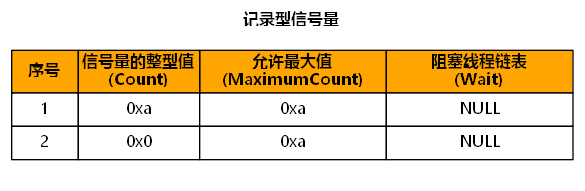 记录型信号量
序号 信号量的整型值 (Count) 允许最大值 (MaximumCount) 阻塞线程链表 (Wait)
1 0xa 0xa NULL
2 0x0 0xa NULL